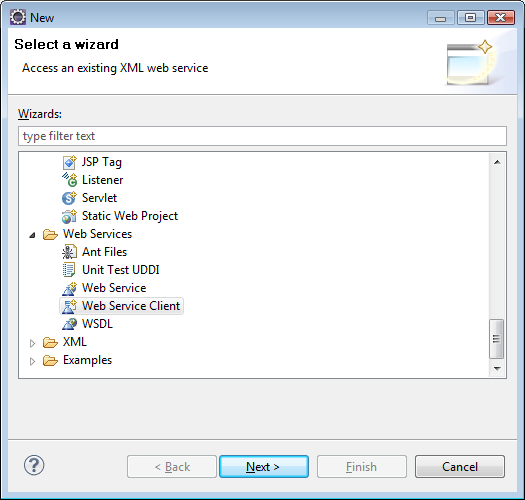 New
Select a wizard
Access an existing XML web service
Wizards:
type filter text
JSP Tag
Listener
Servlet
Static Web Project
Web Services
Ant Files
Unit Test UDDI
Web Service
Web Service Client
WSDL
XML
Examples
? < Back Next > Finish Cancel